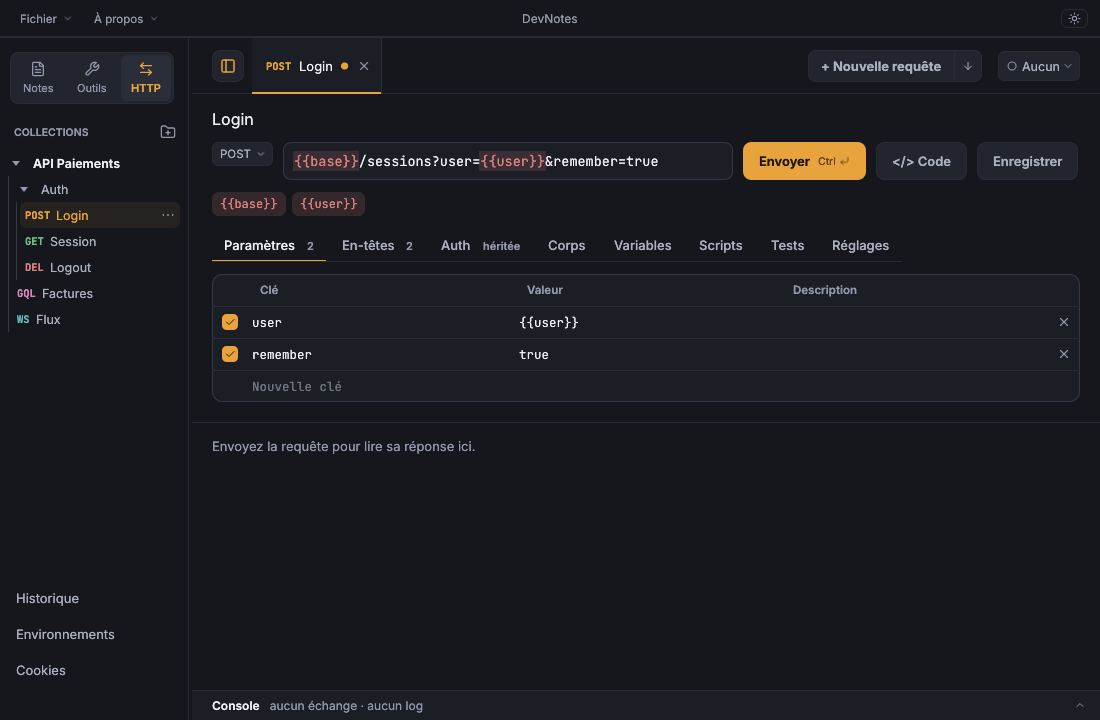 Fichier À propos DevNotes
Notes Outils HTTP
POST Login
+ Nouvelle requête ↓ Aucun
COLLECTIONS
API Paiements
Auth
POST Login ···
GET Session
DEL Logout
GQL Factures
WS Flux
Historique
Environnements
Cookies
Login
POST {{base}}/sessions?user={{user}}&remember=true Envoyer Ctrl ↵ </> Code Enregistrer
{{base}} {{user}}
Paramètres 2 En-têtes 2 Auth héritée Corps Variables Scripts Tests Réglages
Clé Valeur Description
user {{user}}
remember true
Nouvelle clé
Envoyez la requête pour lire sa réponse ici.
Console aucun échange · aucun log